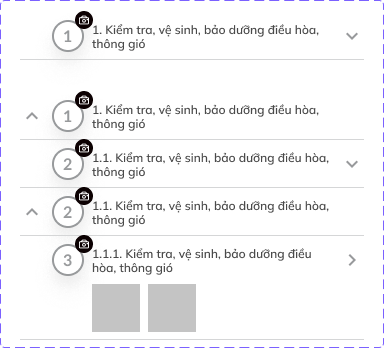 1
1. Kiểm tra, vệ sinh, bảo dưỡng điều hòa,
thông gió
1
1. Kiểm tra, vệ sinh, bảo dưỡng điều hòa,
thông gió
2
1.1. Kiểm tra, vệ sinh, bảo dưỡng điều hòa,
thông gió
2
1.1. Kiểm tra, vệ sinh, bảo dưỡng điều hòa,
thông gió
3
1.1.1. Kiểm tra, vệ sinh, bảo dưỡng điều
hòa, thông gió